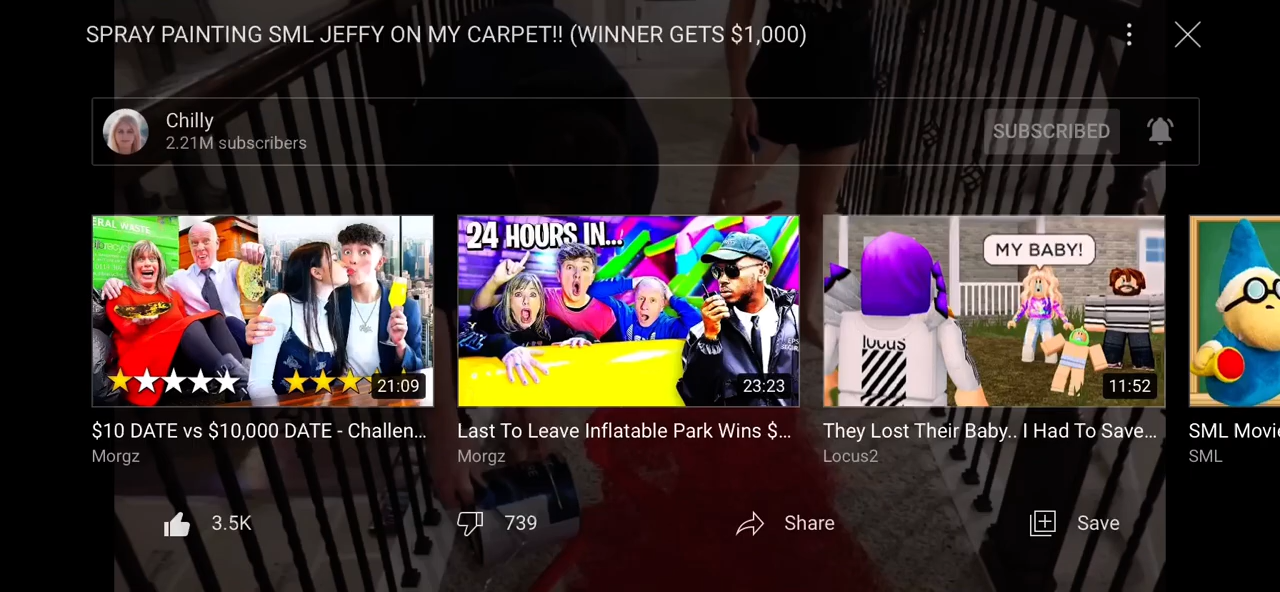 SPRAY PAINTING SML JEFFY ON MY CARPET!! (WINNER GETS $1,000)
Chilly
2.21M subscribers
SUBSCRIBED
ERAL WASTE
21:09
24 HOURS IN...
23:23
MY BABY!
locus
11:52
$10 DATE vs $10,000 DATE - Challen...
Morgz
Last To Leave Inflatable Park Wins $...
Morgz
They Lost Their Baby.. I Had To Save...
Locus2
SML Movi
SML
3.5K
739
Share
Save